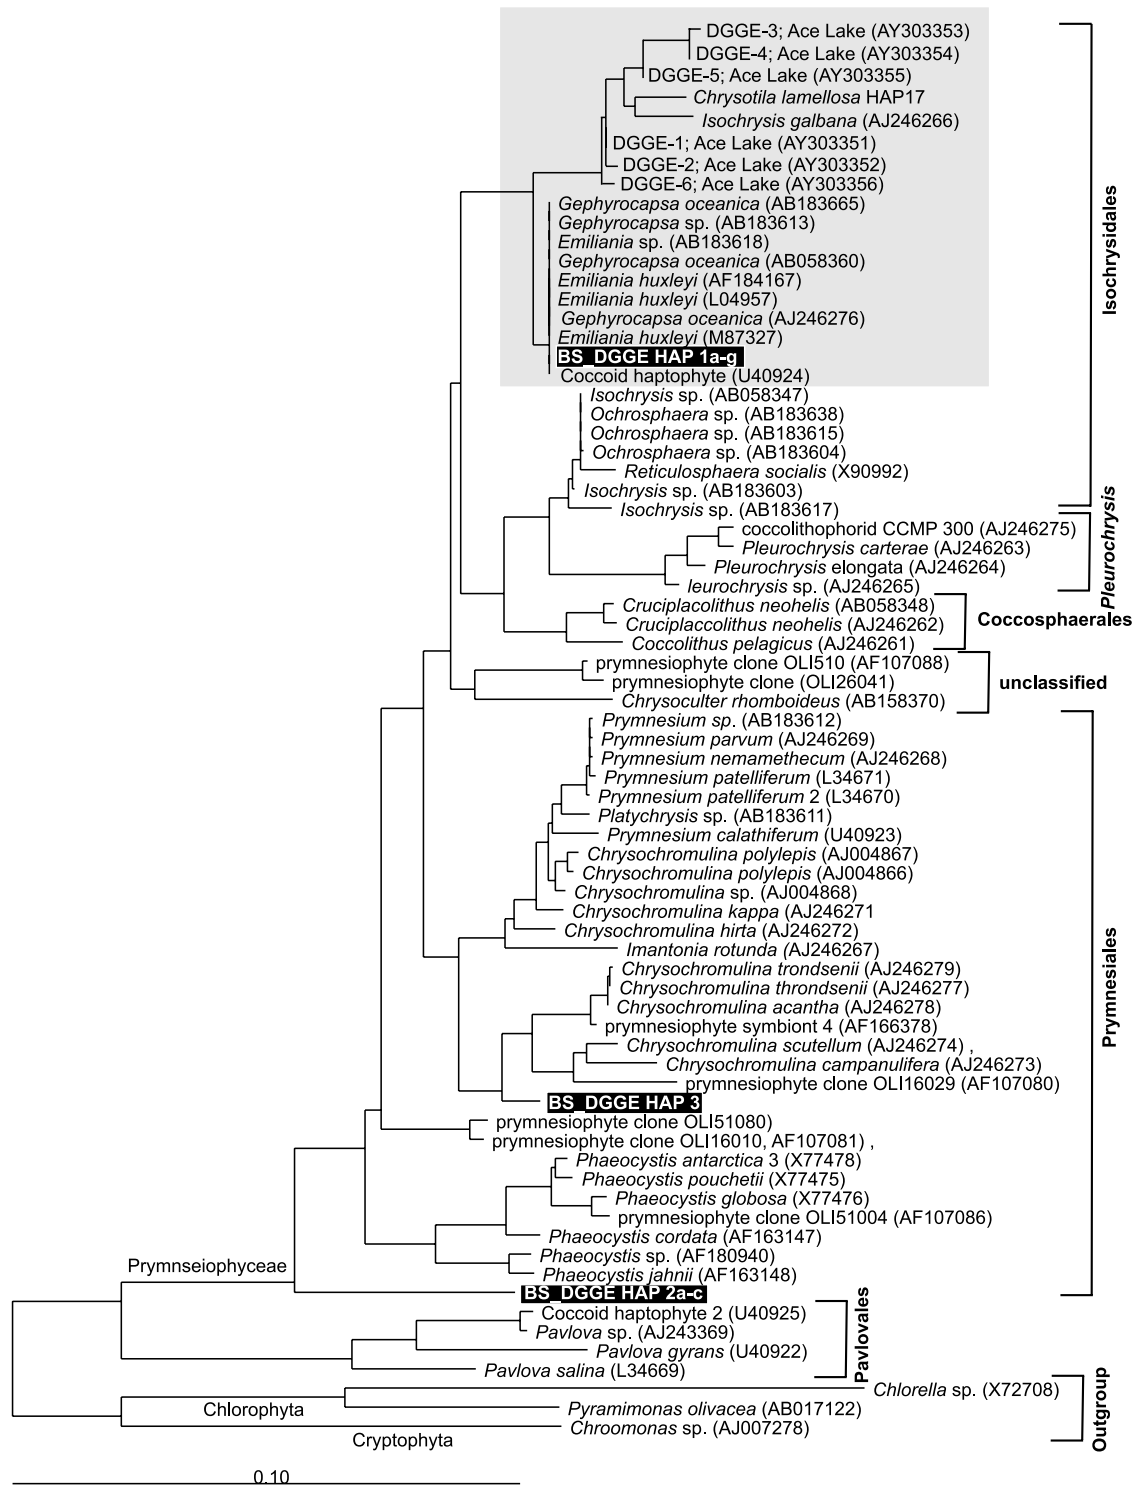 DGGE-3; Ace Lake (AY303353)
DGGE-4; Ace Lake (AY303354)
DGGE-5; Ace Lake (AY303355)
Chrysotila lamellosa HAP17
Isochrysis galbana (AJ246266)
DGGE-1; Ace Lake (AY303351)
DGGE-2; Ace Lake (AY303352)
DGGE-6; Ace Lake (AY303356)
Gephyrocapsa oceanica (AB183665)
Gephyrocapsa sp. (AB183613)
Emiliania sp. (AB183618)
Gephyrocapsa oceanica (AB058360)
Emiliania huxleyi (AF184167)
Emiliania huxleyi (L04957)
Gephyrocapsa oceanica (AJ246276)
Emiliania huxleyi (M87327)
BS_DGGE HAP 1a-g
Coccoid haptophyte (U40924)
Isochrysis sp. (AB058347)
Ochrosphaera sp. (AB183638)
Ochrosphaera sp. (AB183615)
Ochrosphaera sp. (AB183604)
Reticulosphaera socialis (X90992)
Isochrysis sp. (AB183603)
Isochrysis sp. (AB183617)
Isochrysidales
coccolithophorid CCMP 300 (AJ246275)
Pleurochrysis carterae (AJ246263)
Pleurochrysis elongata (AJ246264)
leurochrysis sp. (AJ246265)
Pleurochrysis
Cruciplacolithus neohelis (AB058348)
Cruciplaccolithus neohelis (AJ246262)
Coccolithus pelagicus (AJ246261)
Coccosphaerales
prymnesiophyte clone OLI510 (AF107088)
prymnesiophyte clone (OLI26041)
Chrysoculter rhomboideus (AB158370)
unclassified
Prymnesium sp. (AB183612)
Prymnesium parvum (AJ246269)
Prymnesium nemamethecum (AJ246268)
Prymnesium patelliferum (L34671)
Prymnesium patelliferum 2 (L34670)
Platychrysis sp. (AB183611)
Prymnesium calathiferum (U40923)
Chrysochromulina polylepis (AJ004867)
Chrysochromulina polylepis (AJ004866)
Chrysochromulina sp. (AJ004868)
Chrysochromulina kappa (AJ246271
Chrysochromulina hirta (AJ246272)
Imantonia rotunda (AJ246267)
Chrysochromulina trondsenii (AJ246279)
Chrysochromulina throndsenii (AJ246277)
Chrysochromulina acantha (AJ246278)
prymnesiophyte symbiont 4 (AF166378)
Chrysochromulina scutellum (AJ246274) ,
Chrysochromulina campanulifera (AJ246273)
prymnesiophyte clone OLI16029 (AF107080)
BS_DGGE HAP 3
prymnesiophyte clone OLI51080)
prymnesiophyte clone OLI16010, AF107081) ,
Phaeocystis antarctica 3 (X77478)
Phaeocystis pouchetii (X77475)
Phaeocystis globosa (X77476)
prymnesiophyte clone OLI51004 (AF107086)
Phaeocystis cordata (AF163147)
Phaeocystis sp. (AF180940)
Phaeocystis jahnii (AF163148)
BS_DGGE HAP 2a-c
Prymnesiales
Prymnseiophyceae
Coccoid haptophyte 2 (U40925)
Pavlova sp. (AJ243369)
Pavlova gyrans (U40922)
Pavlova salina (L34669)
Pavlovales
Chlorella sp. (X72708)
Pyramimonas olivacea (AB017122)
Chroomonas sp. (AJ007278)
Outgroup
Chlorophyta
Cryptophyta
0.10